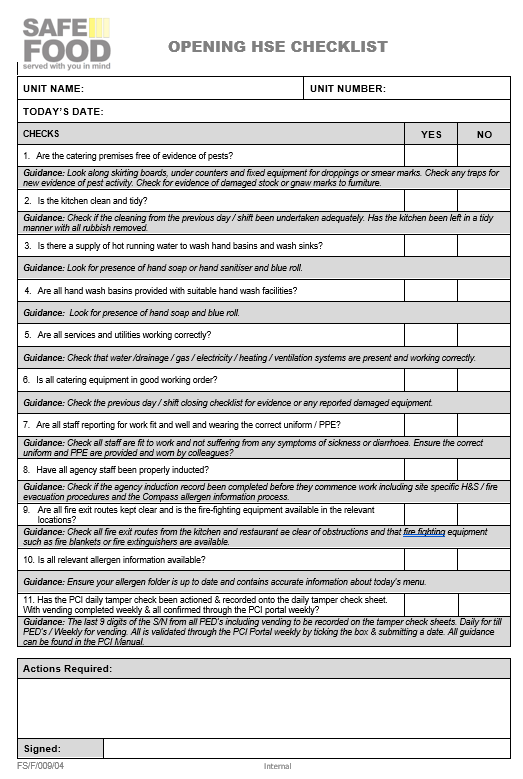 SAFE
FOOD
served with you in mind
OPENING HSE CHECKLIST
UNIT NAME:
UNIT NUMBER:
TODAY'S DATE:
CHECKS
YES
NO
1. Are the catering premises free of evidence of pests?
Guidance: Look along skirting boards, under counters and fixed equipment for droppings or smear marks. Check any traps for
new evidence of pest activity. Check for evidence of damaged stock or gnaw marks to furniture.
2. Is the kitchen clean and tidy?
Guidance: Check if the cleaning from the previous day / shift been undertaken adequately. Has the kitchen been left in a tidy
manner with all rubbish removed.
3. Is there a supply of hot running water to wash hand basins and wash sinks?
Guidance: Look for presence of hand soap or hand sanitiser and blue roll.
4. Are all hand wash basins provided with suitable hand wash facilities?
Guidance: Look for presence of hand soap and blue roll.
5. Are all services and utilities working correctly?
Guidance: Check that water /drainage / gas / electricity / heating / ventilation systems are present and working correctly.
6. Is all catering equipment in good working order?
Guidance: Check the previous day / shift closing checklist for evidence or any reported damaged equipment.
7. Are all staff reporting for work fit and well and wearing the correct uniform / PPE?
Guidance: Check all staff are fit to work and not suffering from any symptoms of sickness or diarrhoea. Ensure the correct
uniform and PPE are provided and worn by colleagues?
8. Have all agency staff been properly inducted?
Guidance: Check if the agency induction record been completed before they commence work including site specific H&S / fire
evacuation procedures and the Compass allergen information process.
9. Are all fire exit routes kept clear and is the fire-fighting equipment available in the relevant
locations?
Guidance: Check all fire exit routes from the kitchen and restaurant ae clear of obstructions and that fire fighting equipment
such as fire blankets or fire extinguishers are available.
10. Is all relevant allergen information available?
Guidance: Ensure your allergen folder is up to date and contains accurate information about today's menu.
11. Has the PCI daily tamper check been actioned & recorded onto the daily tamper check sheet.
With vending completed weekly & all confirmed through the PCI portal weekly?
Guidance: The last 9 digits of the S/N from all PED's including vending to be recorded on the tamper check sheets. Daily for till
PED's / Weekly for vending. All is validated through the PCI Portal weekly by ticking the box & submitting a date. All guidance
can be found in the PCI Manual.
Actions Required:
Signed:
FS/F/009/04
Internal